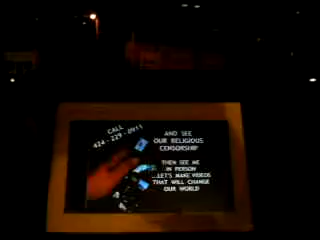 CALL
424-229-0911
AND SEE
OUR RELIGIOUS
CENSORSHIP
THEN SEE ME
IN PERSON
...LET'S MAKE VIDEOS
THAT WILL CHANGE
OUR WORLD